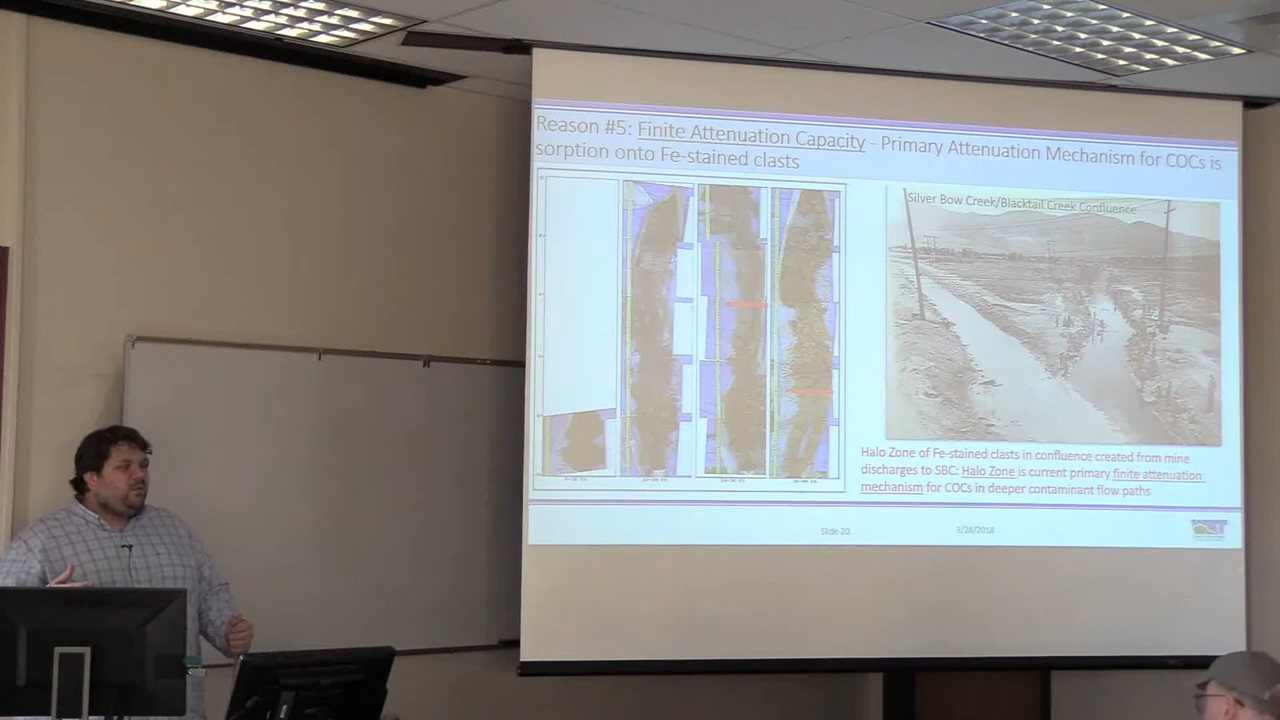 Reason #5: Finite Attenuation Capacity - Primary Attenuation Mechanism for COCs is
sorption onto Fe-stained clasts
Silver Bow Creek/Blacktail Creek Confluence
Halo Zone of Fe-stained clasts in confluence created from mine
discharges to SBC: Halo Zone is current primary finite attenuation
mechanism for COCs in deeper contaminant flow paths
Slide 20
3/28/2018